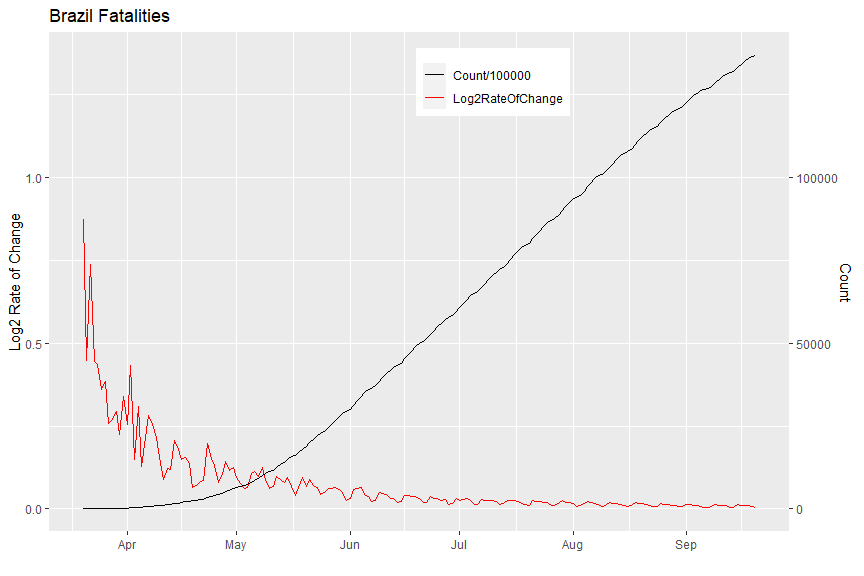 Brazil Fatalities
Count/100000
Log2RateOfChange
Log2 Rate of Change
1.0
0.5
0.0
100000
50000
0
Count
Apr
May
Jun
Jul
Aug
Sep